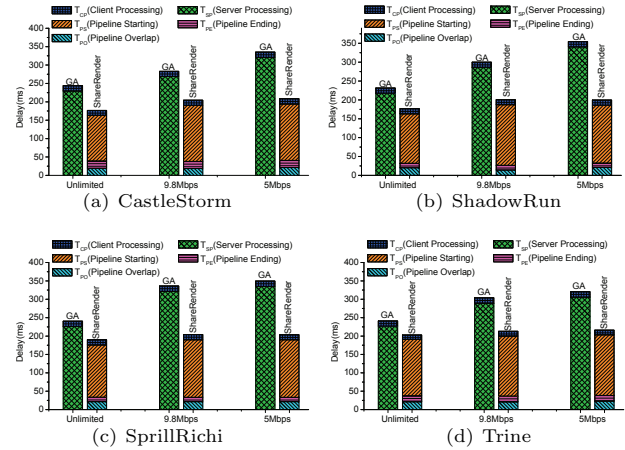 T_CP(Client Processing) T_SP(Server Processing)
T_PS(Pipeline Starting) T_PE(Pipeline Ending)
T_PO(Pipeline Overlap)
Delay(ms)
400
350
300
250
200
150
100
50
0
GA
ShareRender
GA
ShareRender
GA
ShareRender
Unlimited 9.8Mbps 5Mbps
(a) CastleStorm
T_CP(Client Processing) T_SP(Server Processing)
T_PS(Pipeline Starting) T_PE(Pipeline Ending)
T_PO(Pipeline Overlap)
Delay(ms)
350
300
250
200
150
100
50
0
GA
ShareRender
GA
ShareRender
GA
ShareRender
Unlimited 9.8Mbps 5Mbps
(b) ShadowRun
T_CP(Client Processing) T_SP(Server Processing)
T_PS(Pipeline Starting) T_PE(Pipeline Ending)
T_PO(Pipeline Overlap)
Delay(ms)
400
350
300
250
200
150
100
50
0
GA
ShareRender
GA
ShareRender
GA
ShareRender
Unlimited 9.8Mbps 5Mbps
(c) SprillRichi
T_CP(Client Processing) T_SP(Server Processing)
T_PS(Pipeline Starting) T_PE(Pipeline Ending)
T_PO(Pipeline Overlap)
Delay(ms)
400
350
300
250
200
150
100
50
0
GA
ShareRender
GA
ShareRender
GA
ShareRender
Unlimited 9.8Mbps 5Mbps
(d) Trine